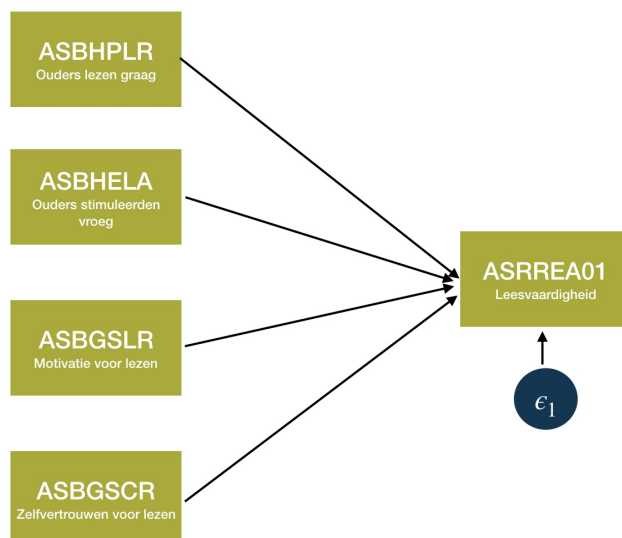 ASBHPLR
Ouders lezen graag
ASBHELA
Ouders stimuleerden
vroeg
ASBGSLR
Motivatie voor lezen
ASBGSCR
Zelfvertrouwen voor lezen
ASRREA01
Leesvaardigheid
ϵ₁